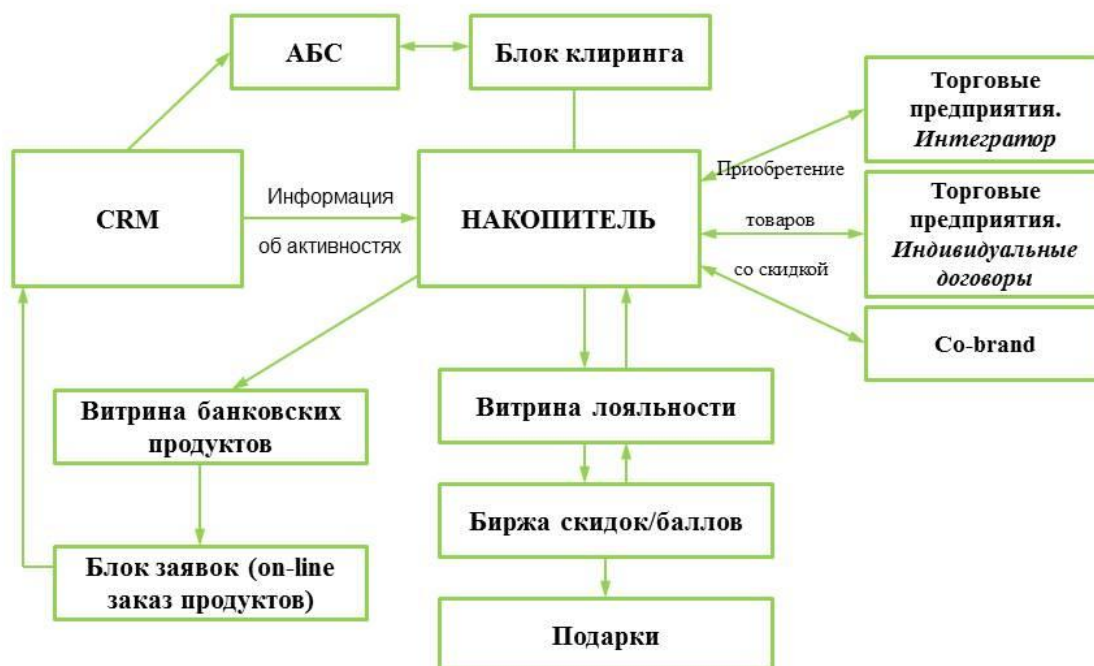 АБС
Блок клиринга
Торговые
предприятия.
Интегратор
CRM
Информация
об активностях
НАКОПИТЕЛЬ
Приобретение
товаров
со скидкой
Торговые
предприятия.
Индивидуальные
договоры
Co-brand
Витрина банковских
продуктов
Витрина лояльности
Блок заявок (on-line
заказ продуктов)
Биржа скидок/баллов
Подарки